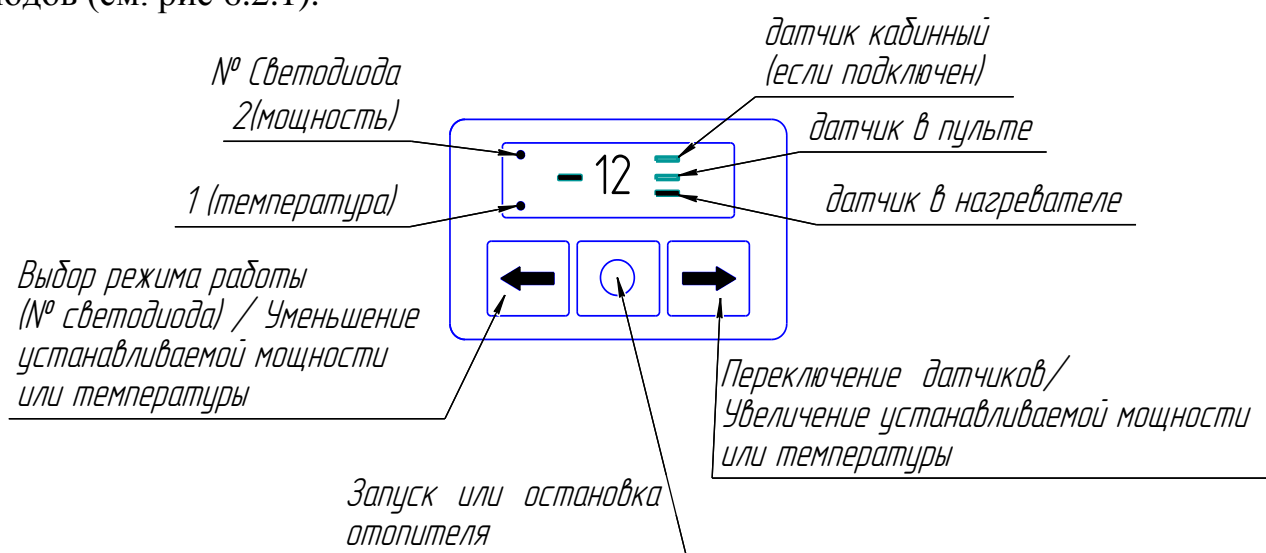 одов (см. рис 6.2.1).
№ Светодиода
2(мощность)
1 (температура)
датчик кабинный
(если подключен)
датчик в пульте
датчик в нагревателе
-12
Выбор режима работы
(№ светодиода) / Уменьшение
устанавливаемой мощности
или температуры
Переключение датчиков/
Увеличение устанавливаемой мощности
или температуры
Запуск или остановка
отопителя